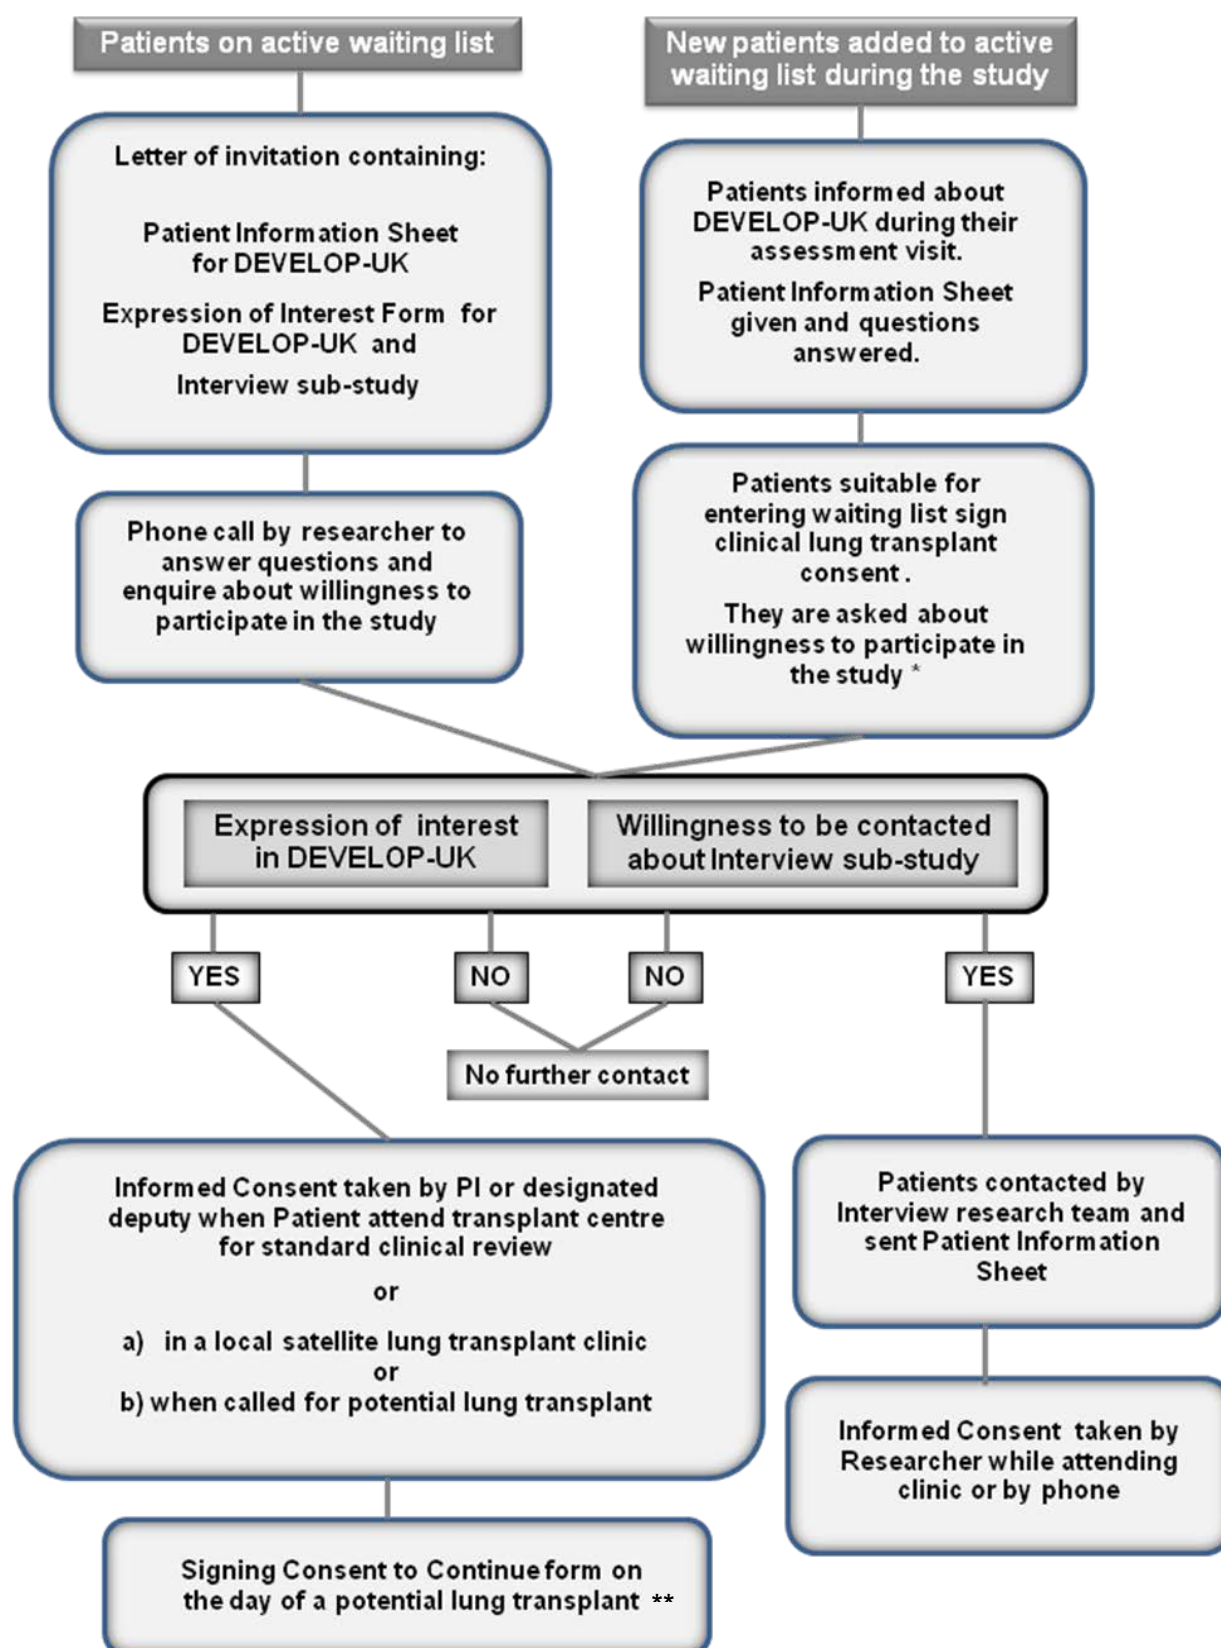 Patients on active waiting list
New patients added to active
waiting list during the study
Letter of invitation containing:
Patient Information Sheet
for DEVELOP-UK
Expression of Interest Form for
DEVELOP-UK and
Interview sub-study
Patients informed about
DEVELOP-UK during their
assessment visit.
Patient Information Sheet
given and questions
answered.
Phone call by researcher to
answer questions and
enquire about willingness to
participate in the study
Patients suitable for
entering waiting list sign
clinical lung transplant
consent .
They are asked about
willingness to participate in
the study *
Expression of interest
in DEVELOP-UK
Willingness to be contacted
about Interview sub-study
YES
NO
NO
YES
No further contact
Informed Consent taken by PI or designated
deputy when Patient attend transplant centre
for standard clinical review
or
a) in a local satellite lung transplant clinic
or
b) when called for potential lung transplant
Patients contacted by
Interview research team and
sent Patient Information
Sheet
Informed Consent taken by
Researcher while attending
clinic or by phone
Signing Consent to Continue form on
the day of a potential lung transplant **